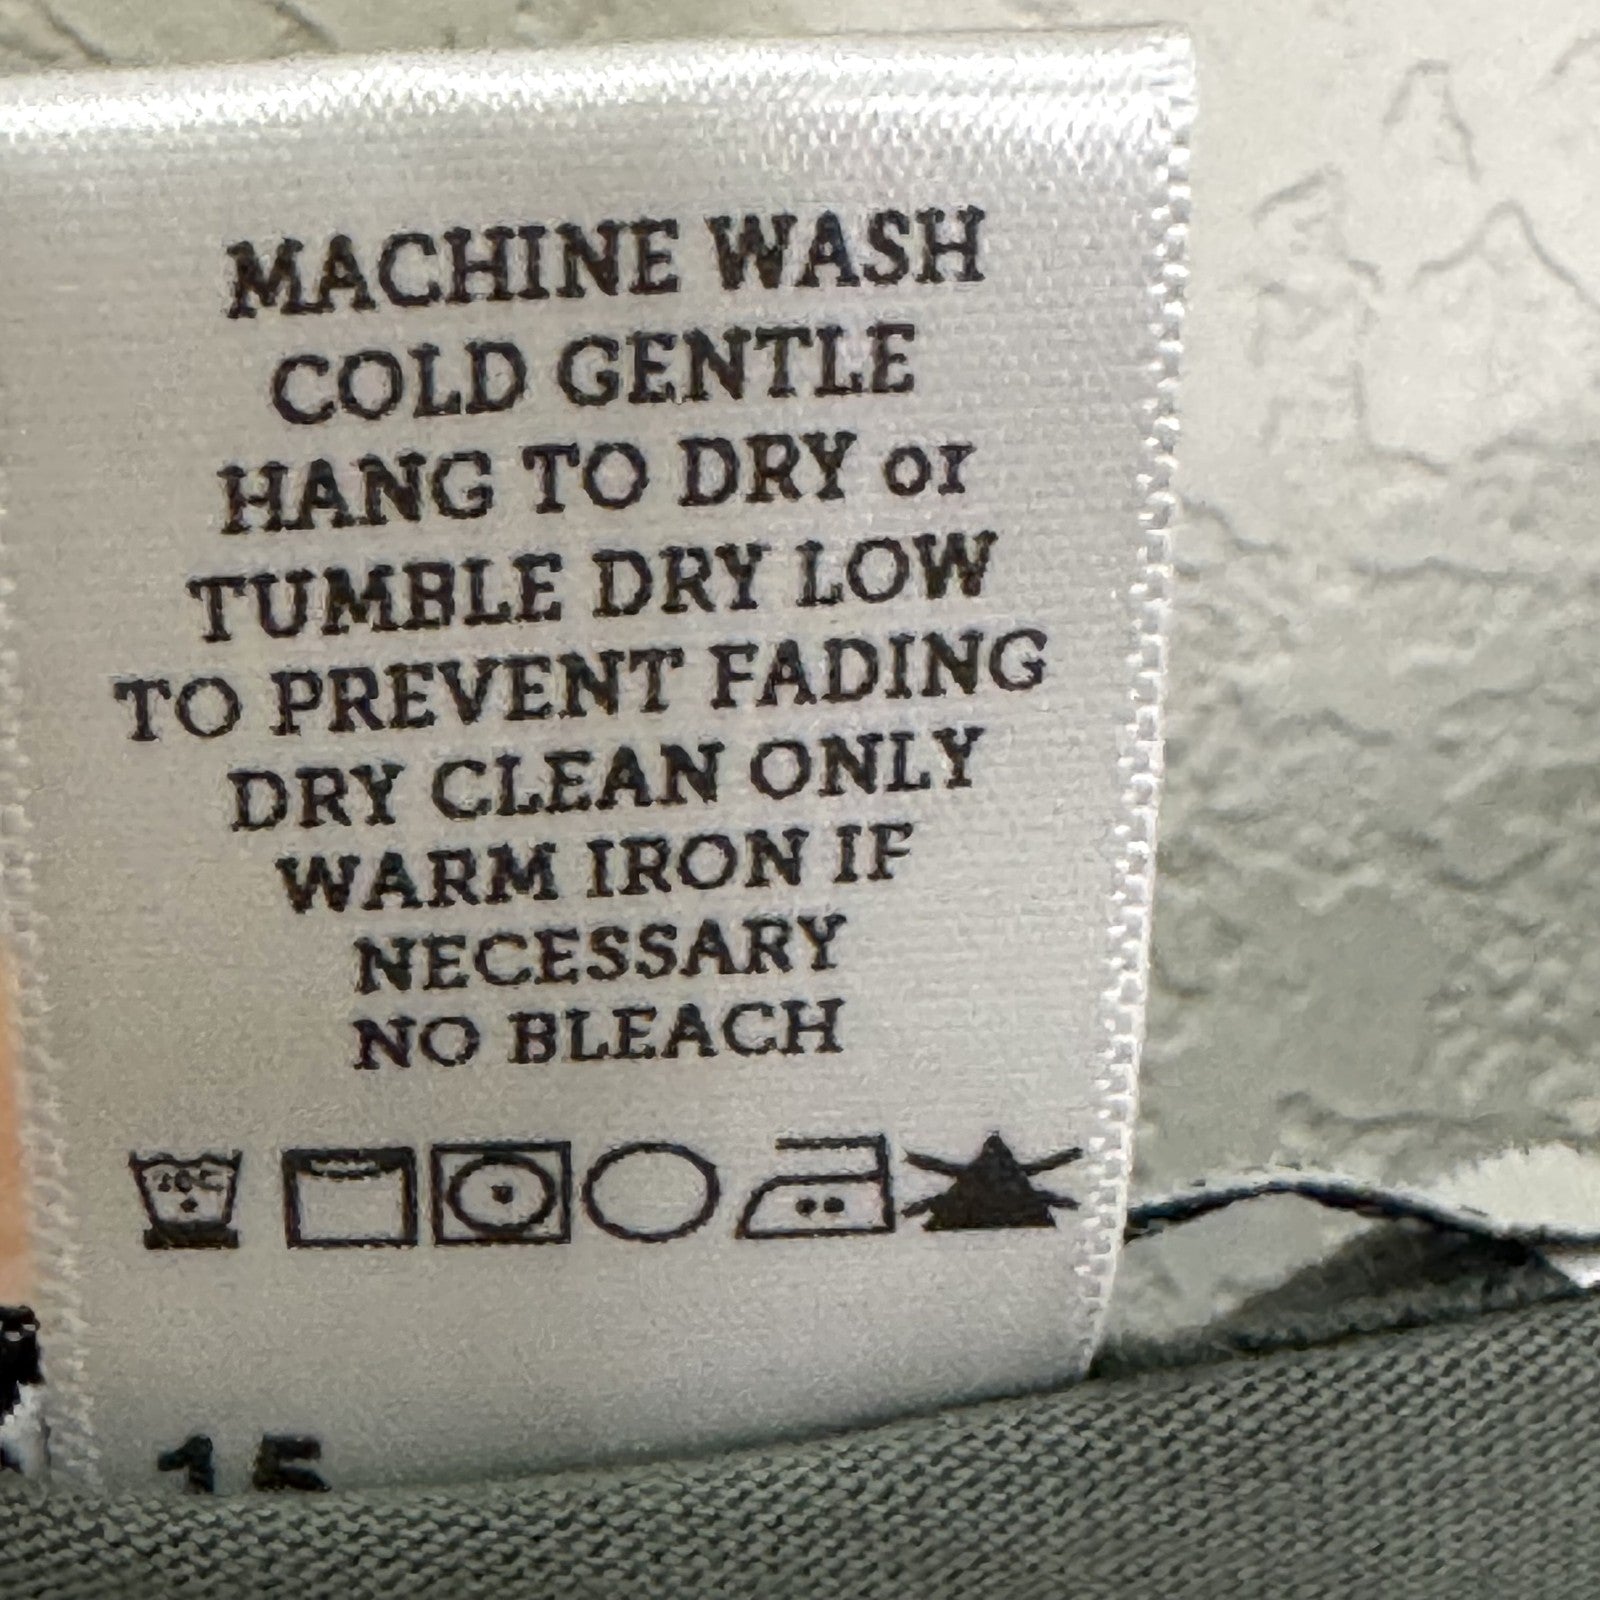 MACHINE WASH
COLD GENTLE
HANG TO DRY or
TUMBLE DRY LOW
TO PREVENT FADING
DRY CLEAN ONLY
WARM IRON IF
NECESSARY
NO BLEACH
15